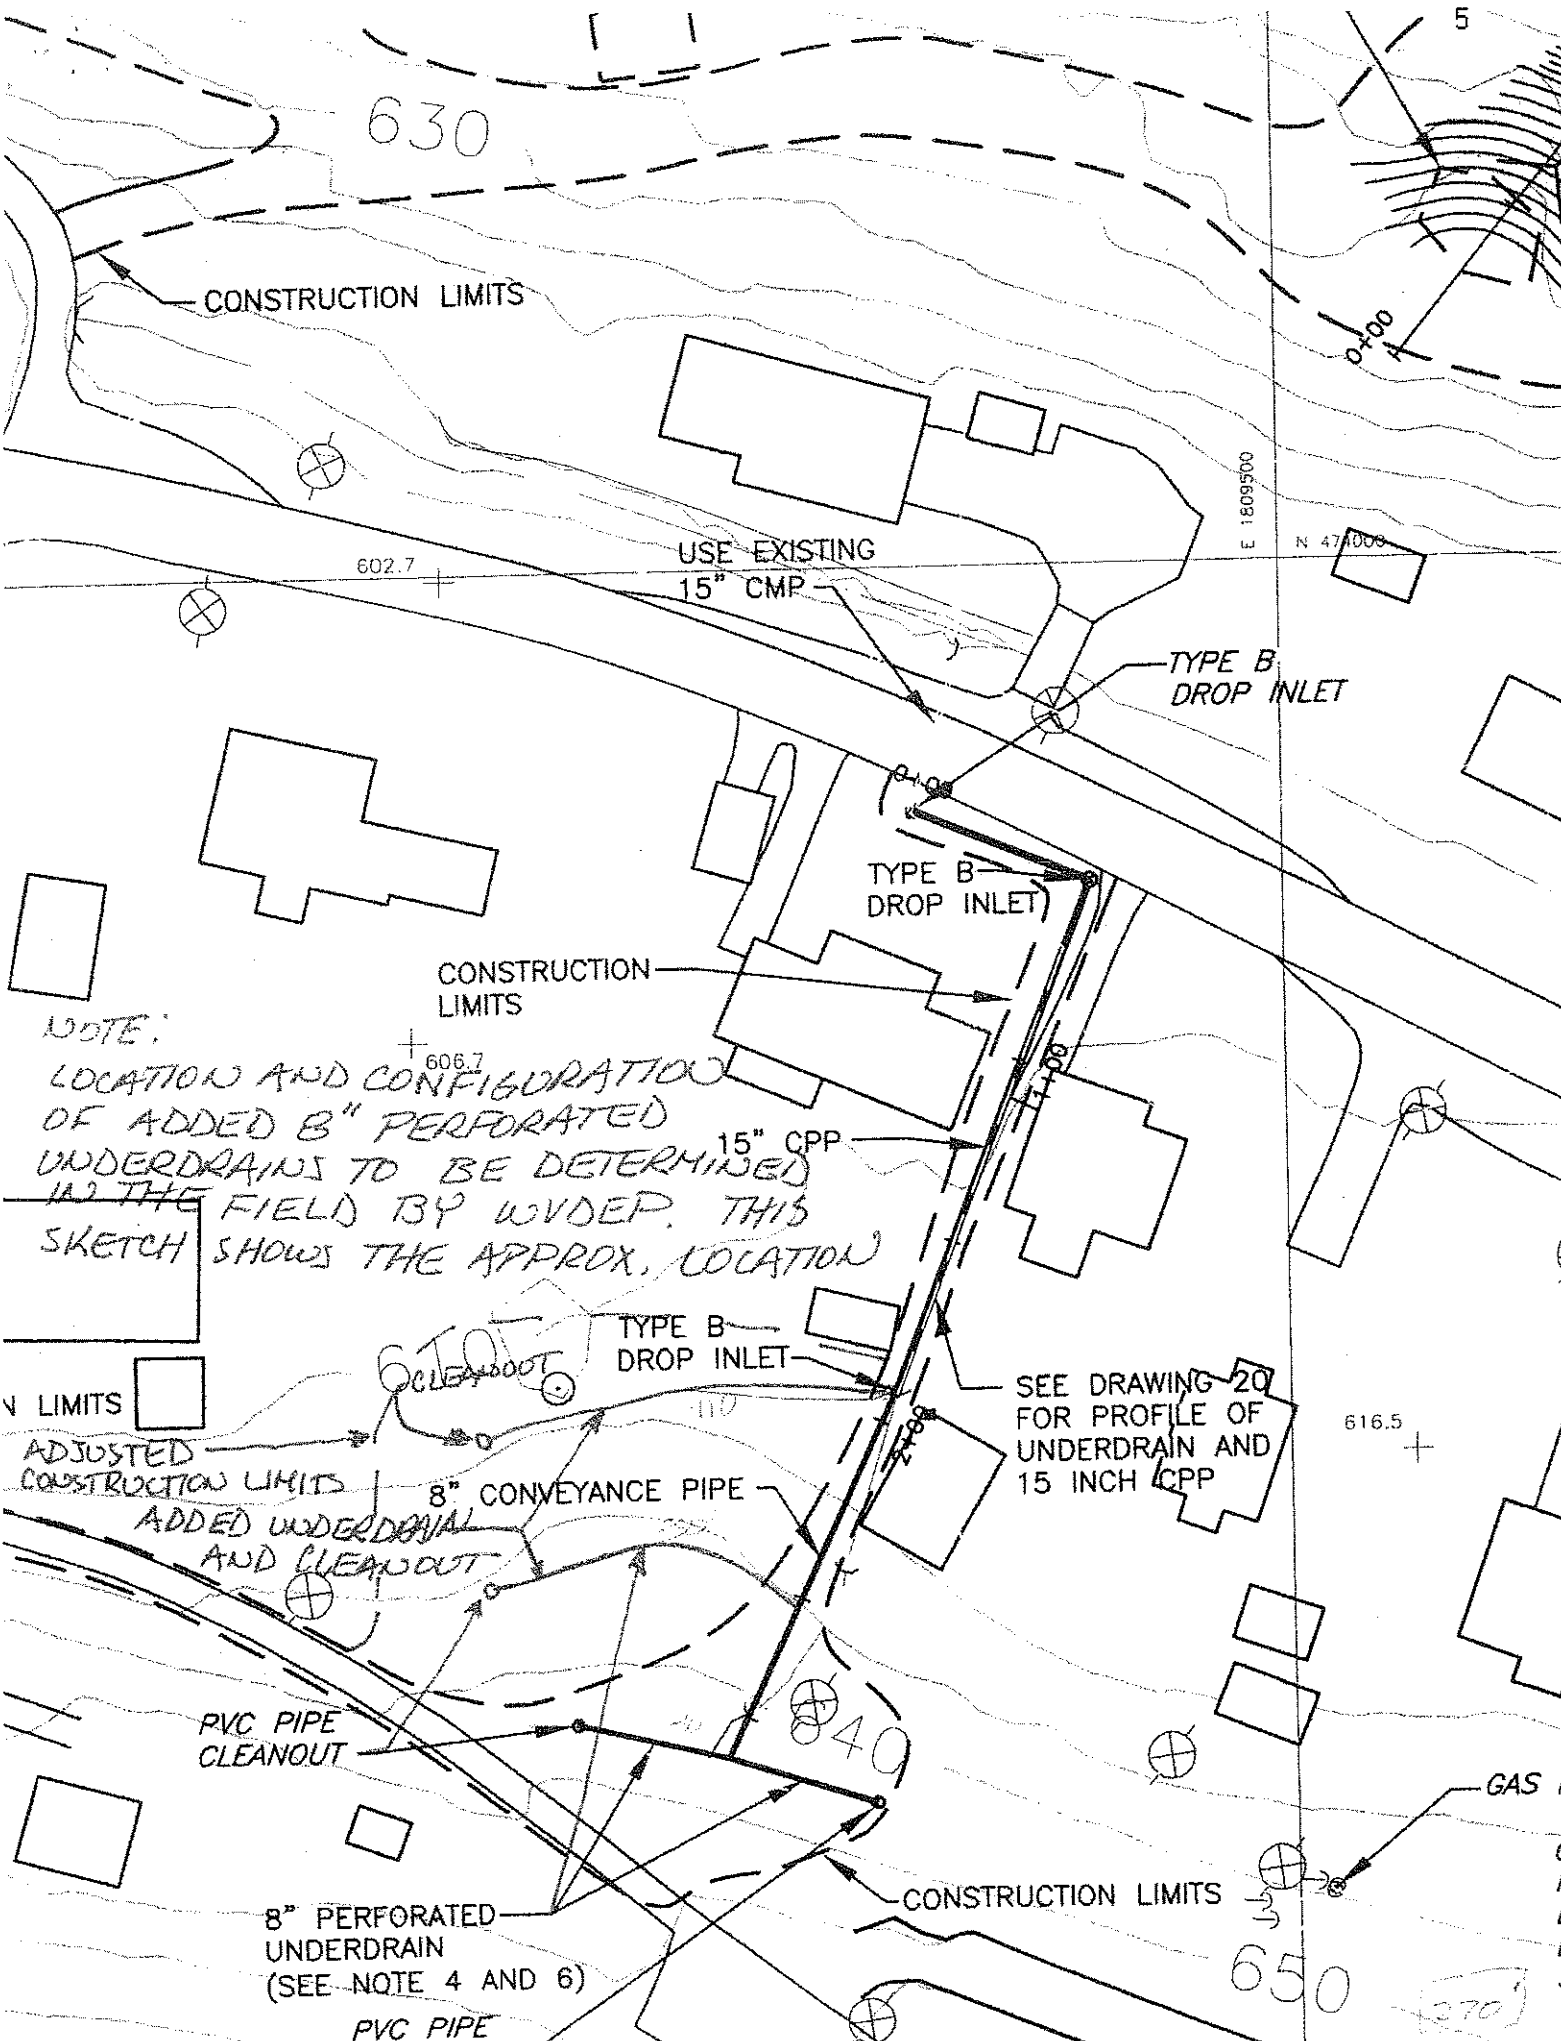 5
630
CONSTRUCTION LIMITS
0+00
E 1809500
N 474000
602.7
USE EXISTING
15" CMP
TYPE B
DROP INLET
0+00
TYPE B
DROP INLET
CONSTRUCTION
LIMITS
NOTE:
606.7
LOCATION AND CONFIGURATION
OF ADDED 8" PERFORATED
UNDERDRAINS TO BE DETERMINED
IN THE FIELD BY WVDEP. THIS
SKETCH SHOWS THE APPROX. LOCATION
1+00
15" CPP
TYPE B
DROP INLET
CLEANOUT
610
110
N LIMITS
ADJUSTED
CONSTRUCTION LIMITS
SEE DRAWING 20
FOR PROFILE OF
UNDERDRAIN AND
15 INCH CPP
616.5
2+00
8" CONVEYANCE PIPE
ADDED UNDERDRAIN
AND CLEANOUT
PVC PIPE
CLEANOUT
640
GAS
CONSTRUCTION LIMITS
8" PERFORATED
UNDERDRAIN
(SEE NOTE 4 AND 6)
650
270'
PVC PIPE